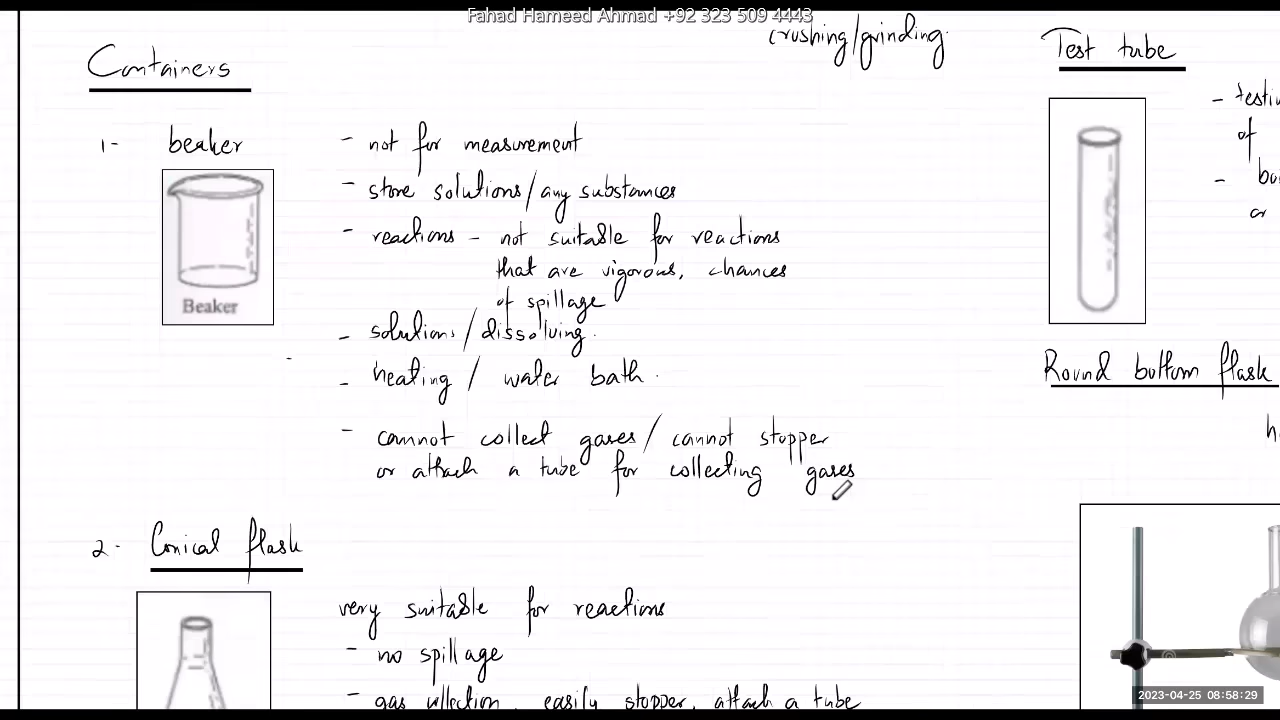 Fahad Hameed Ahmad +92 323 509 4443
crushing/grinding.
Containers
1- beaker
Beaker
- not for measurement
- store solutions/any substances
- reactions - not suitable for reactions
that are vigorous, chances
of spillage
- solutions/dissolving.
- heating / water bath.
- cannot collect gases/cannot stopper
or attach a tube for collecting gases
2- Conical flask
very suitable for reactions
- no spillage
- gas collection, easily stopper, attach a tube
Test tube
- 
of
-
or
Round bottom flask
2023-04-25 08:58:29